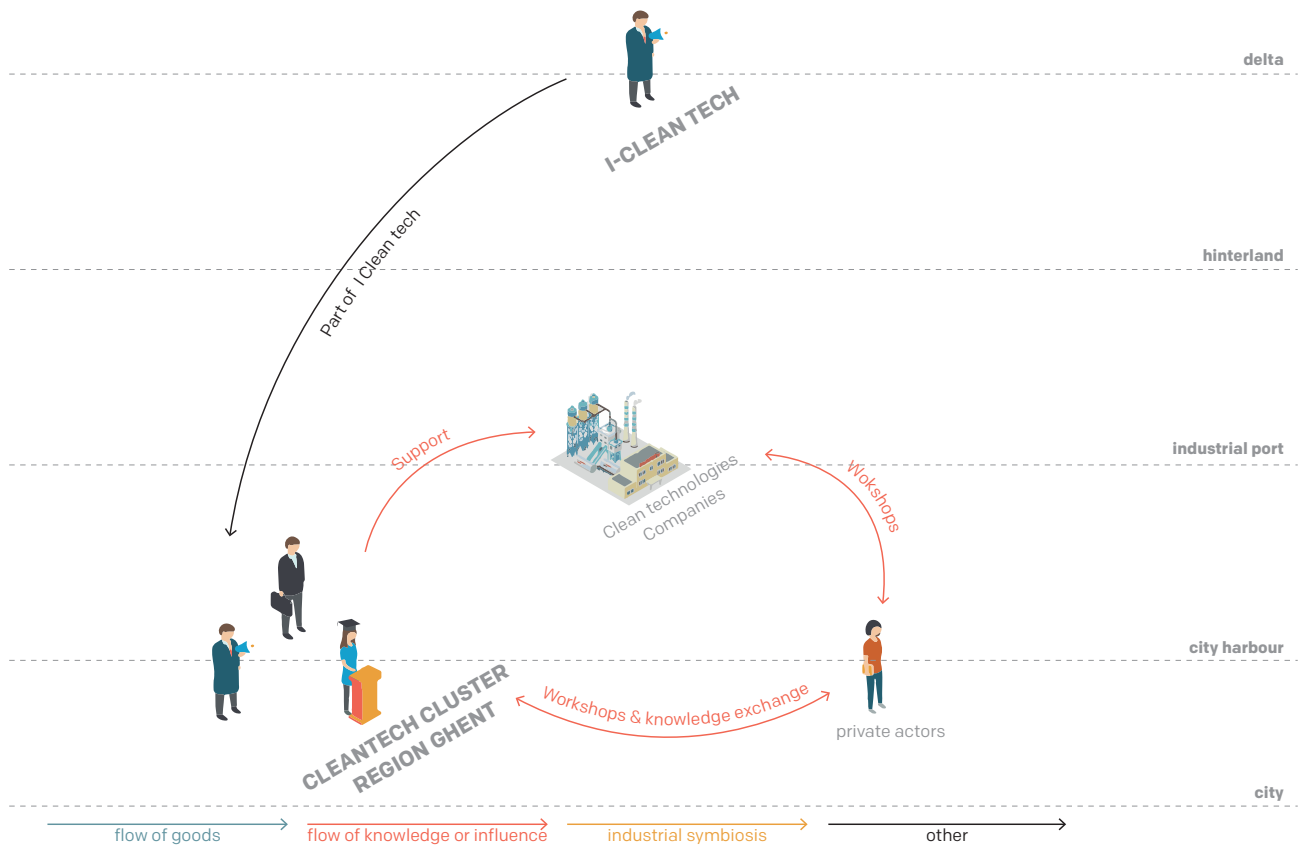 delta
I-CLEAN TECH
Part of I Clean tech
hinterland
Support
industrial port
Clean technologies
Companies
Wokshops
city harbour
CLEANTECH CLUSTER
REGION GHENT
Workshops & knowledge exchange
private actors
city
flow of goods
flow of knowledge or influence
industrial symbiosis
other